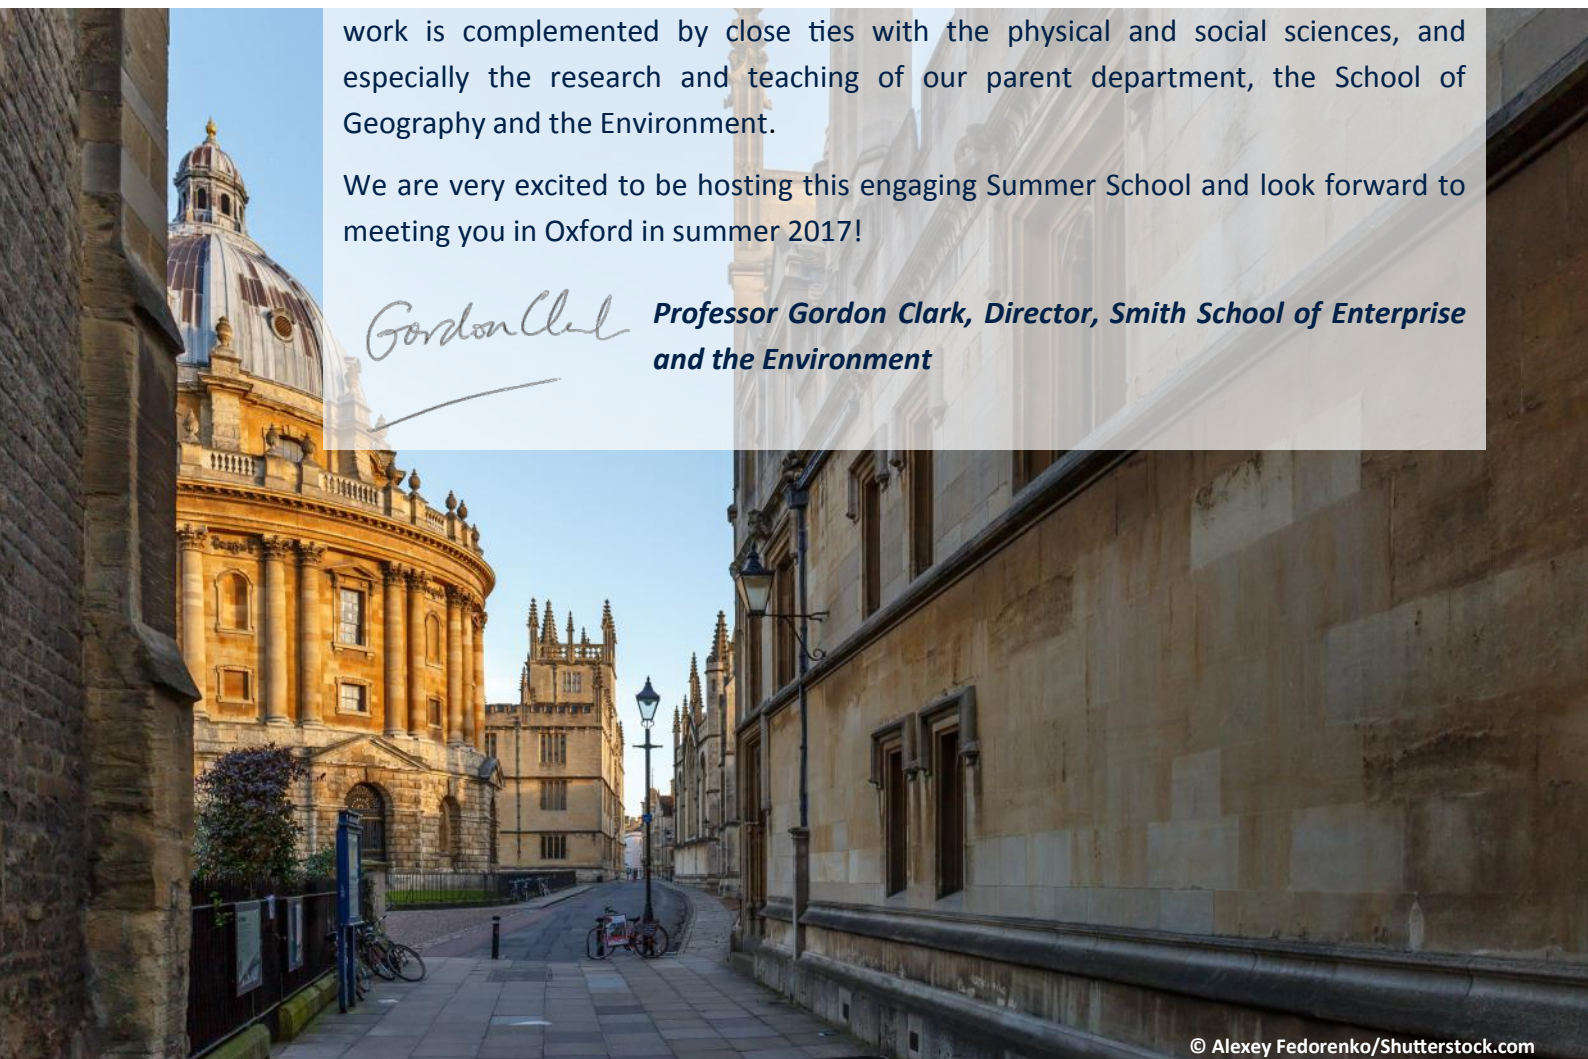 work is complemented by close ties with the physical and social sciences, and
especially the research and teaching of our parent department, the School of
Geography and the Environment.
We are very excited to be hosting this engaging Summer School and look forward to
meeting you in Oxford in summer 2017!
Gordon Clark
Professor Gordon Clark, Director, Smith School of Enterprise
and the Environment
© Alexey Fedorenko/Shutterstock.com